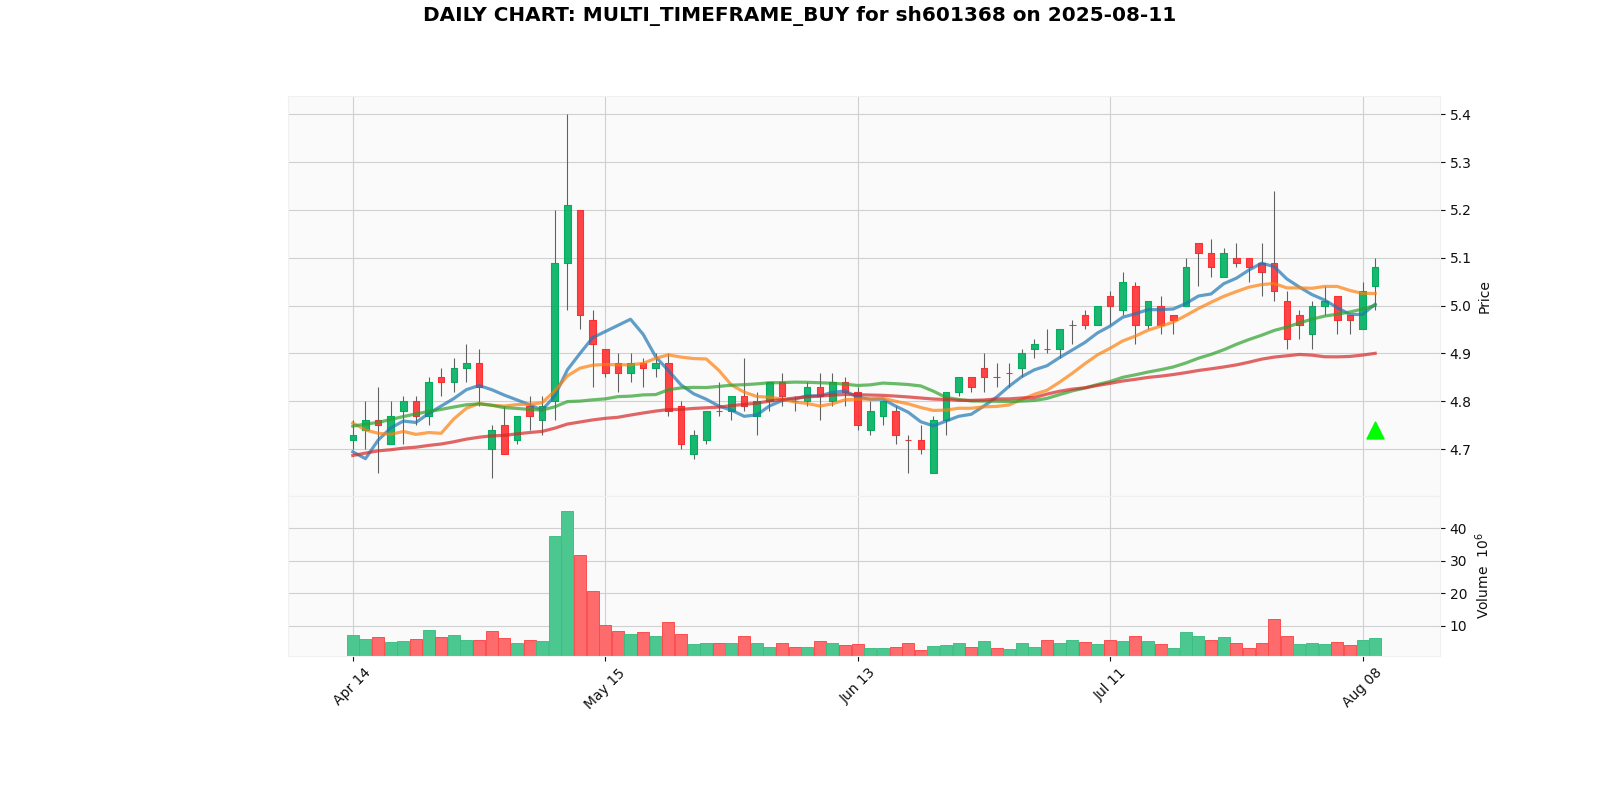 DAILY CHART: MULTI_TIMEFRAME_BUY for sh601368 on 2025-08-11
5.4
5.3
5.2
5.1
5.0
4.9
4.8
4.7
Price
40
30
20
10
Volume 10⁶
Apr 14
May 15
Jun 13
Jul 11
Aug 08